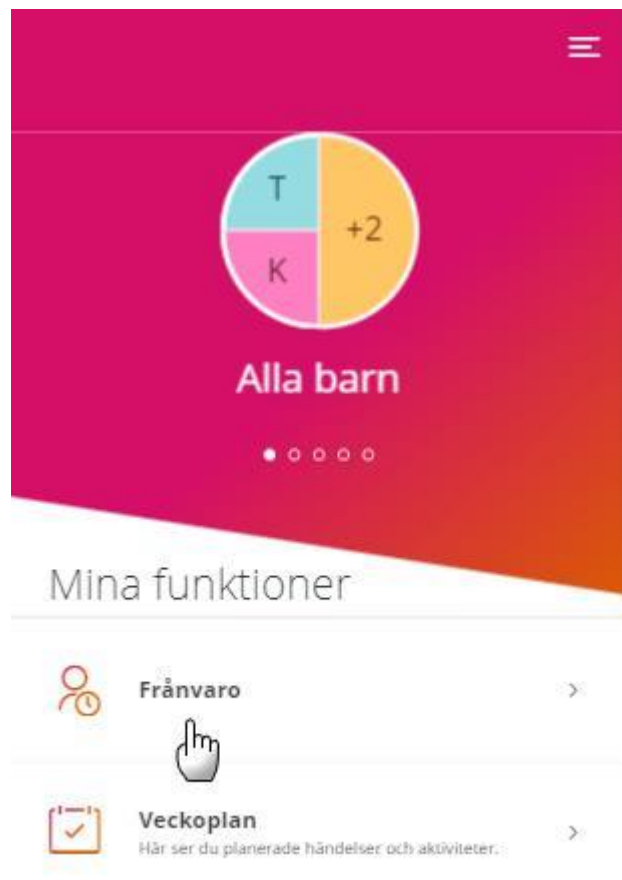 T
+2
K
Alla barn
Mina funktioner
Frånvaro
Veckoplan
Här ser du planerade händelser och aktiviteter.